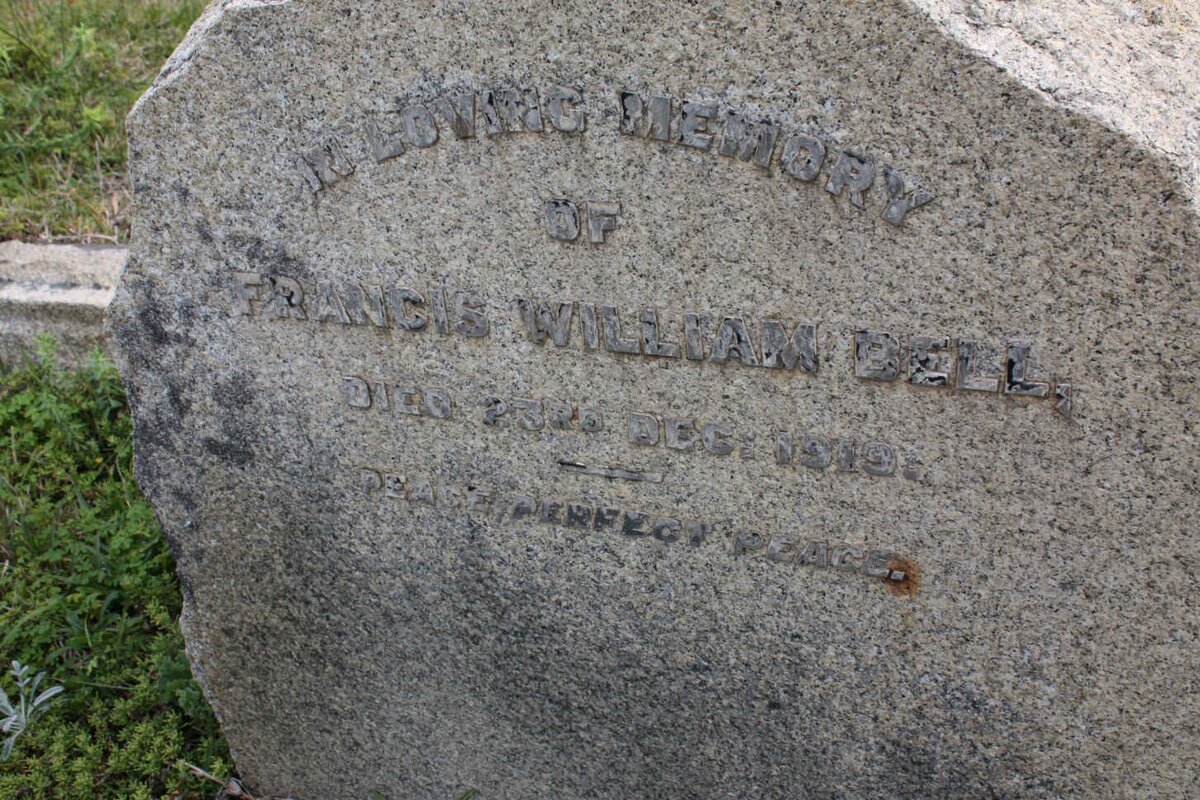 IN LOVING MEMORY
OF
FRANCIS WILLIAM BELL,
DIED 23RD DEC: 1919.
PEACE, PERFECT PEACE.